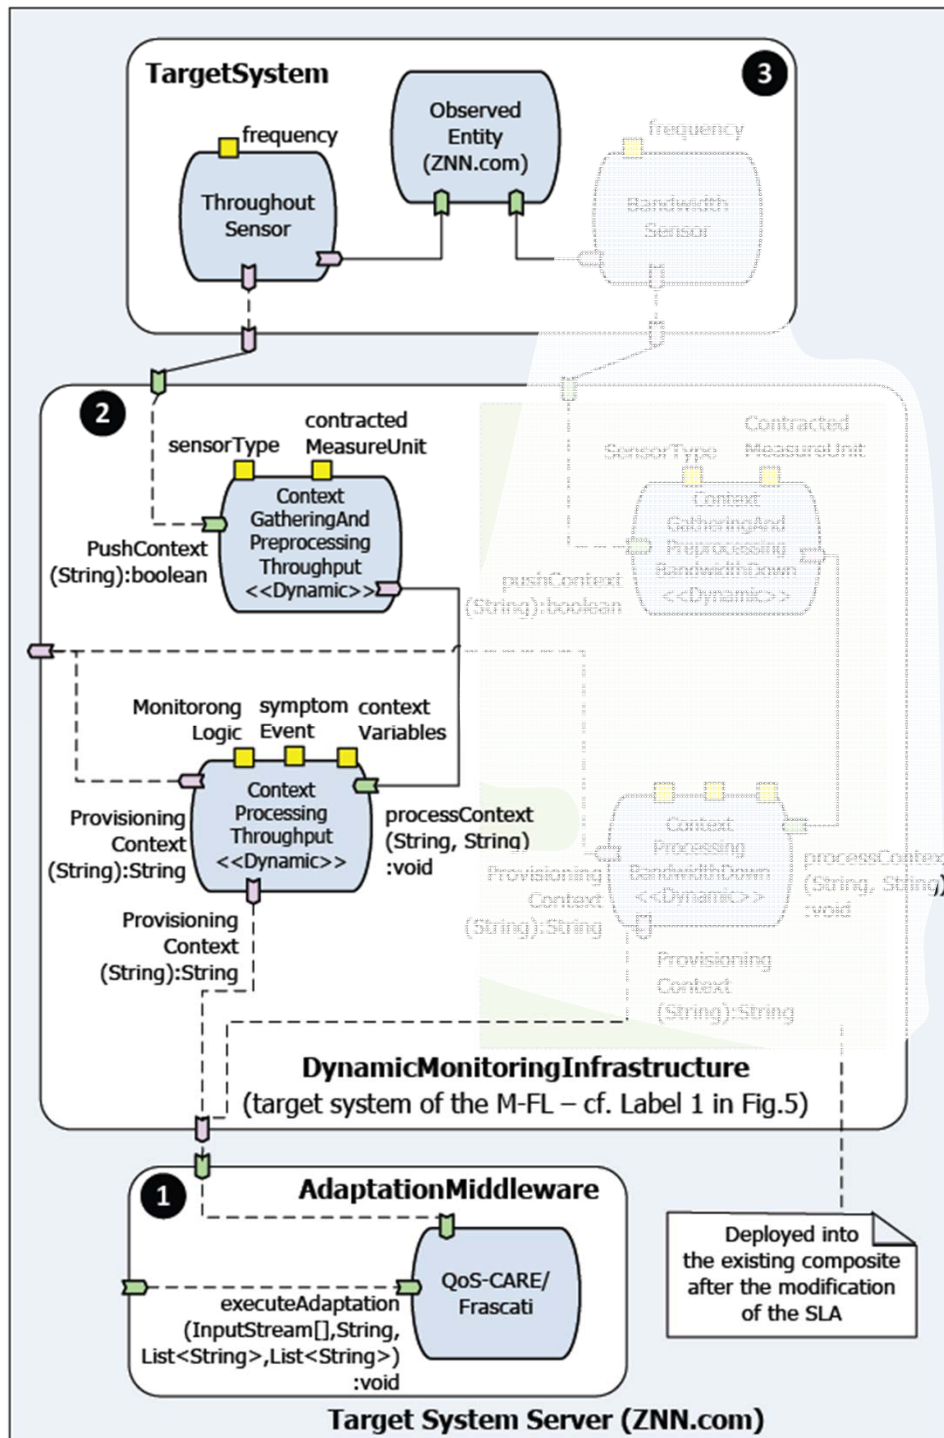 TargetSystem
3
Observed
Entity
(ZNN.com)
frequency
frequency
Throughout
Sensor
Bandwidth
Sensor
2
sensorType
contracted
MeasureUnit
SensorType
Contracted
MeasuralUnit
Context
GatheringAnd
Preprocessing
Throughput
<<Dynamic>>
Context
GatheringAnd
BandwidthDown
<<Dynamic>>
PushContext
(String):boolean
(String):boolean
Monitorong
Logic
symptom
Event
context
Variables
Context
Processing
Throughput
<<Dynamic>>
Context
Processing
BandwidthDown
<<Dynamic>>
Provisioning
Context
(String):String
processContext
(String, String)
:void
Provisioning
Context
(String):String
processContext
(String, String)
Provisioning
Context
(String):String
Provisioning
Context
(String):String
DynamicMonitoringInfrastructure
(target system of the M-FL – cf. Label 1 in Fig.5)
1
AdaptationMiddleware
QoS-CARE/
Frascati
executeAdaptation
(InputStream[],String,
List<String>,List<String>)
:void
Deployed into
the existing composite
after the modification
of the SLA
Target System Server (ZNN.com)